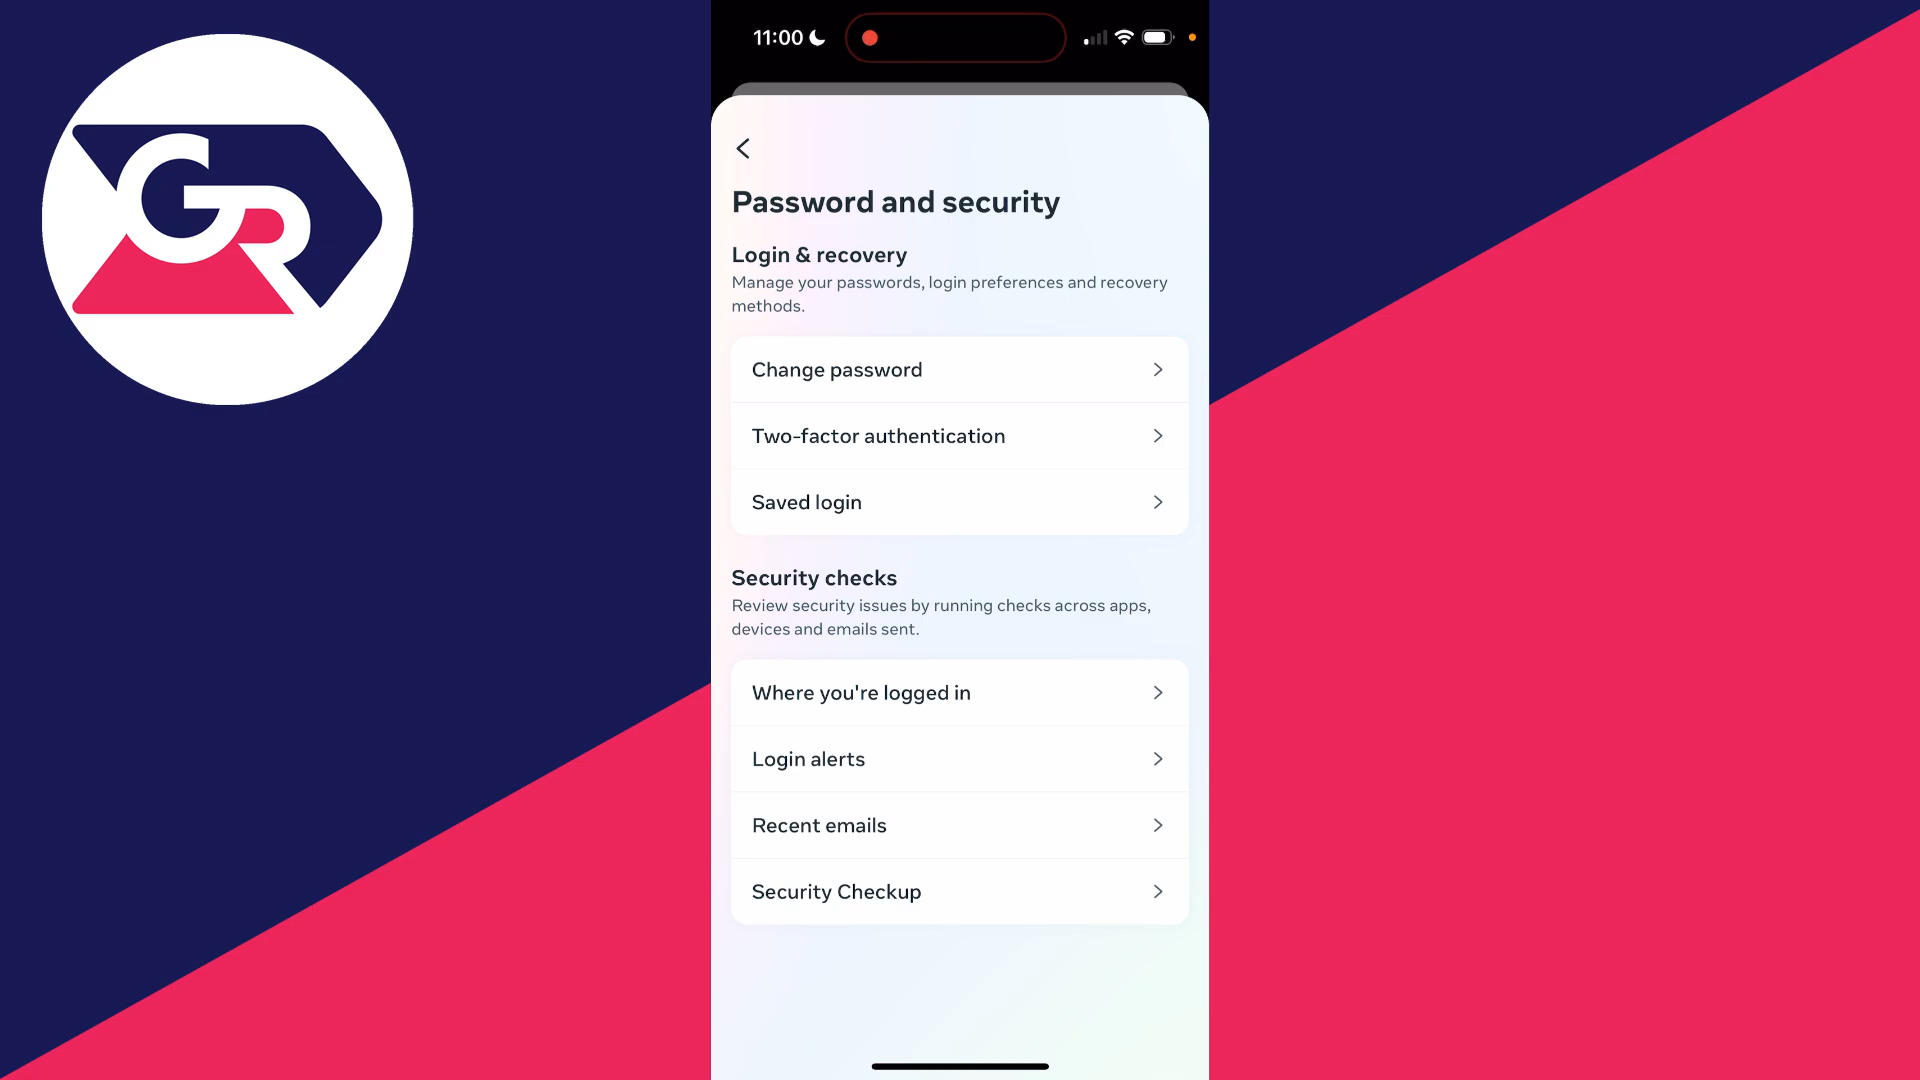 GR
11:00
Password and security
Login & recovery
Manage your passwords, login preferences and recovery
methods.
Change password
Two-factor authentication
Saved login
Security checks
Review security issues by running checks across apps,
devices and emails sent.
Where you're logged in
Login alerts
Recent emails
Security Checkup